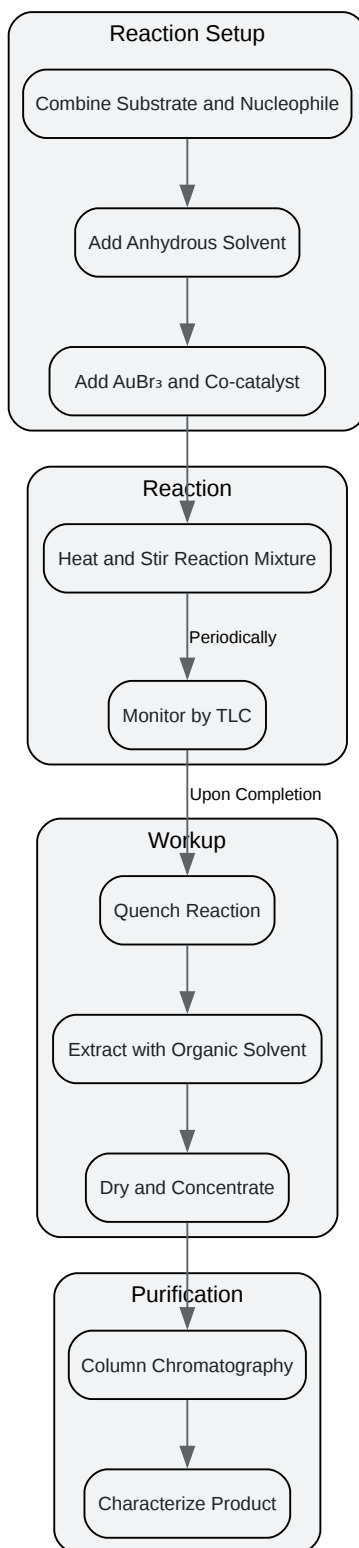 Reaction Setup
Combine Substrate and Nucleophile
Add Anhydrous Solvent
Add AuBr₃ and Co-catalyst
Reaction
Heat and Stir Reaction Mixture
Periodically
Monitor by TLC
Upon Completion
Workup
Quench Reaction
Extract with Organic Solvent
Dry and Concentrate
Purification
Column Chromatography
Characterize Product